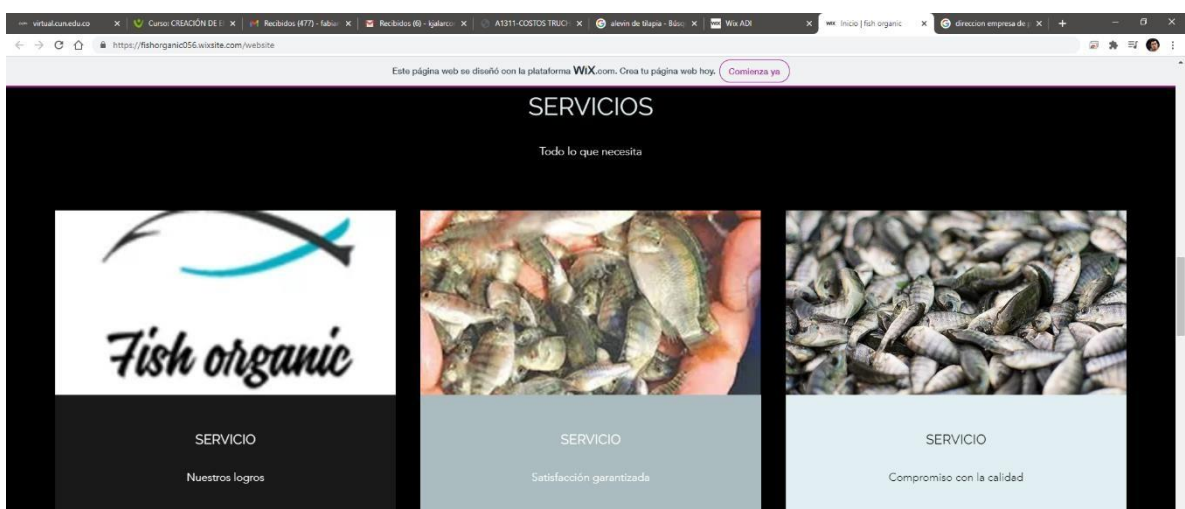 virtual.cun.edu.co
Curso: CREACIÓN DE E
Recibidos (477) - fabia
Recibidos (6) - kjalarco
A1311-COSTOS TRUC
alevin de tilapia - Búsq
Wix ADI
Inicio | fish organic
direccion empresa de
https://fishorganic056.wixsite.com/website
Este página web se diseñó con la plataforma WiX.com. Crea tu página web hoy. Comienza ya
SERVICIOS
Todo lo que necesita
Fish organic
SERVICIO
Nuestros logros
SERVICIO
Satisfacción garantizada
SERVICIO
Compromiso con la calidad